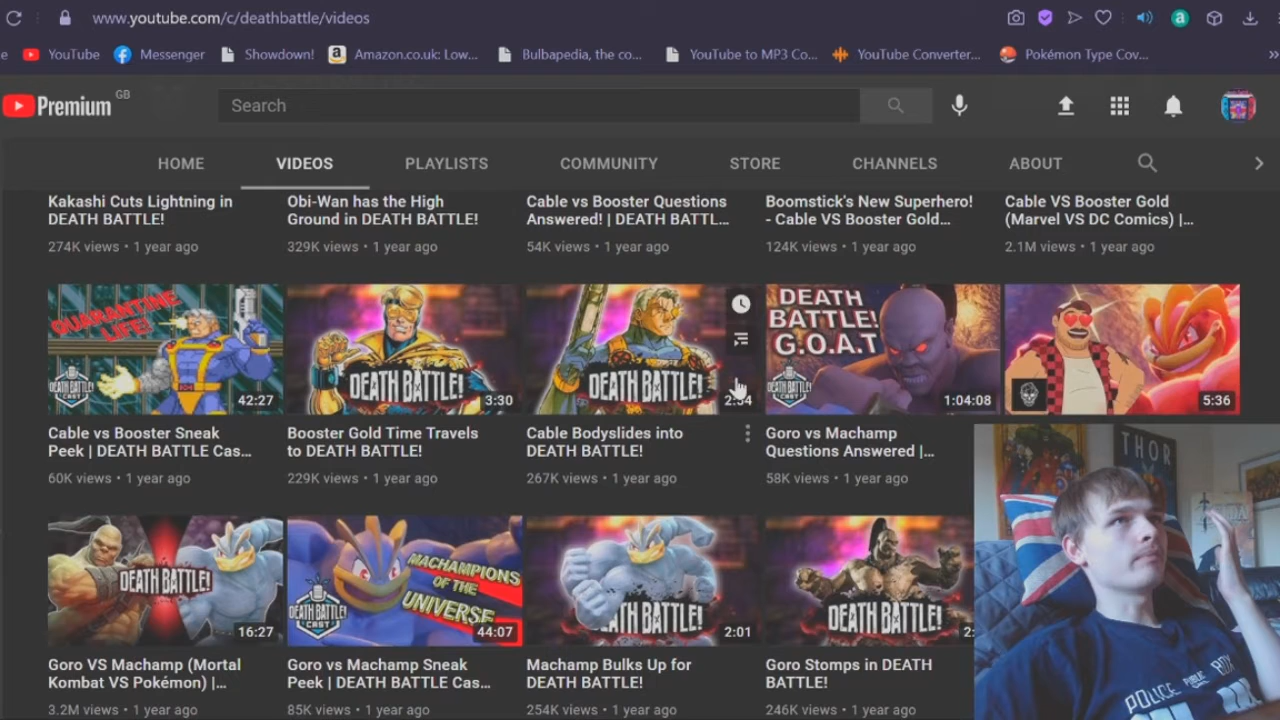 www.youtube.com/c/deathbattle/videos
e YouTube Messenger Showdown! Amazon.co.uk: Low... Bulbapedia, the co... YouTube to MP3 Co... YouTube Converter... Pokémon Type Cov... »
Premium GB Search
HOME VIDEOS PLAYLISTS COMMUNITY STORE CHANNELS ABOUT
Kakashi Cuts Lightning in
DEATH BATTLE!
274K views • 1 year ago
Obi-Wan has the High
Ground in DEATH BATTLE!
329K views • 1 year ago
Cable vs Booster Questions
Answered! | DEATH BATTL...
54K views • 1 year ago
Boomstick's New Superhero!
- Cable VS Booster Gold...
124K views • 1 year ago
Cable VS Booster Gold
(Marvel VS DC Comics) |...
2.1M views • 1 year ago
QUARANTINE
LIFE!
DEATH BATTLE!
CAST
42:27
Cable vs Booster Sneak
Peek | DEATH BATTLE Cas...
60K views • 1 year ago
DEATH BATTLE!
3:30
Booster Gold Time Travels
to DEATH BATTLE!
229K views • 1 year ago
DEATH BATTLE!
Cable Bodyslides into
DEATH BATTLE!
267K views • 1 year ago
DEATH
BATTLE!
G.O.A.T
DEATH BATTLE!
CAST
1:04:08
Goro vs Machamp
Questions Answered |...
58K views • 1 year ago
5:36
DEATH BATTLE!
16:27
Goro VS Machamp (Mortal
Kombat VS Pokémon) |...
3.2M views • 1 year ago
MACHAMPIONS
OF THE
UNIVERSE
DEATH BATTLE!
CAST
44:07
Goro vs Machamp Sneak
Peek | DEATH BATTLE Cas...
85K views • 1 year ago
DEATH BATTLE!
2:01
Machamp Bulks Up for
DEATH BATTLE!
254K views • 1 year ago
DEATH BATTLE!
2:
Goro Stomps in DEATH
BATTLE!
246K views • 1 year ago
THOR
POLICE PUBLIC BOX